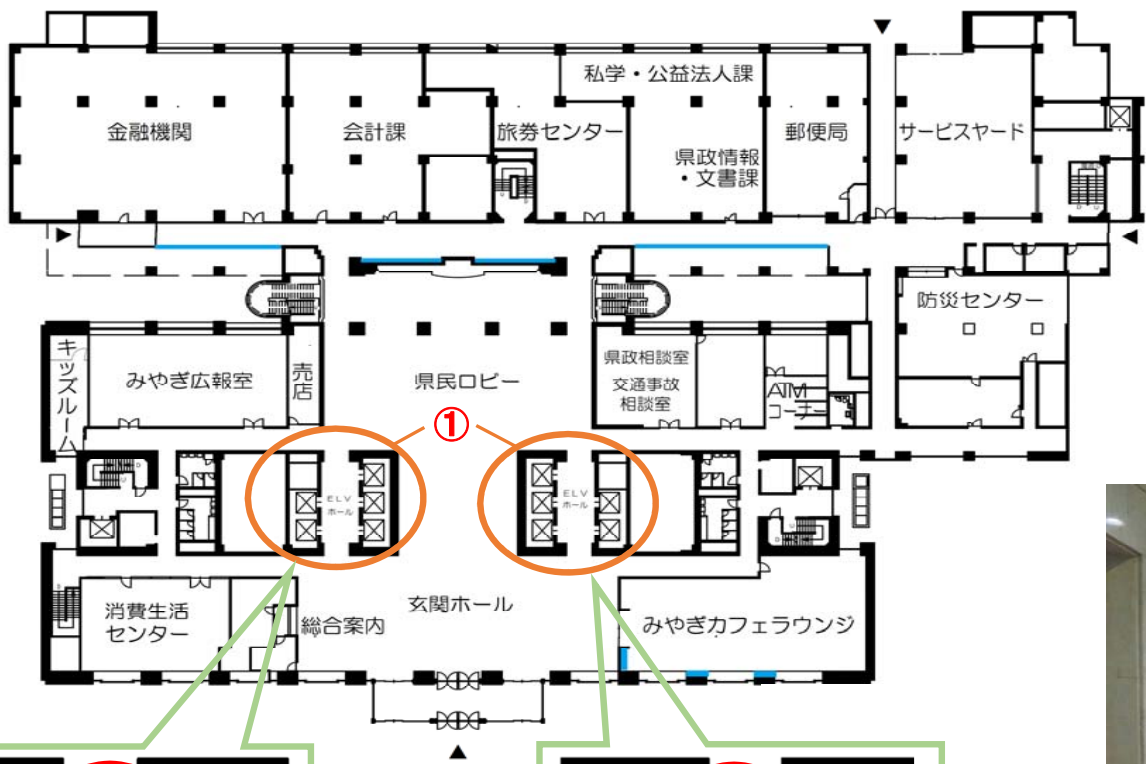 私学・公益法人課
金融機関
会計課
旅券センター
郵便局
サービスヤード
県政情報
・文書課
防災センター
キッズルーム
みやぎ広報室
売店
県民ロビー
県政相談室
交通事故
相談室
ATM
コーナー
①
ELV
ホール
ELV
ホール
消費生活
センター
総合案内
玄関ホール
みやぎカフェラウンジ